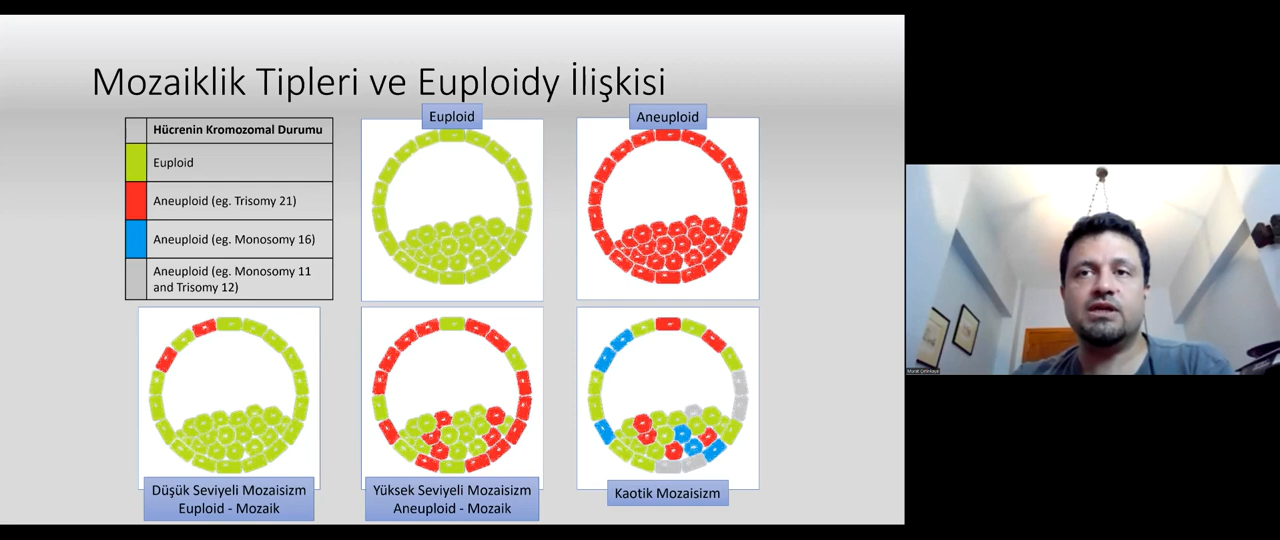 Mozaiklik Tipleri ve Euploidy İlişkisi
Hücrenin Kromozomal Durumu
Euploid
Aneuploid (eg. Trisomy 21)
Aneuploid (eg. Monosomy 16)
Aneuploid (eg. Monosomy 11
and Trisomy 12)
Euploid
Aneuploid
Düşük Seviyeli Mozaisizm
Euploid - Mozaik
Yüksek Seviyeli Mozaisizm
Aneuploid - Mozaik
Kaotik Mozaisizm
Murat Çetinkaya